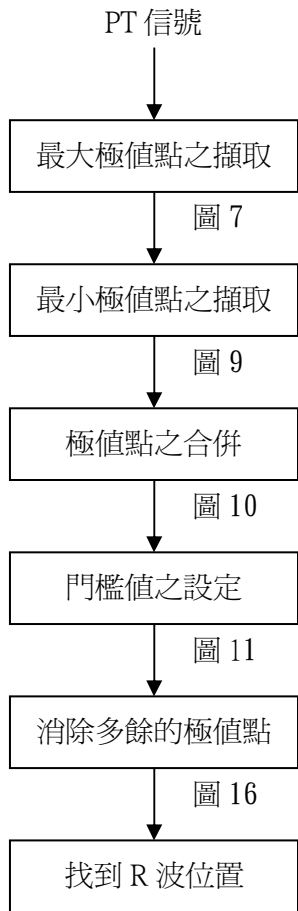 PT 信號
最大極值點之擷取
圖 7
最小極值點之擷取
圖 9
極值點之合併
圖 10
門檻值之設定
圖 11
消除多餘的極值點
圖 16
找到 R 波位置